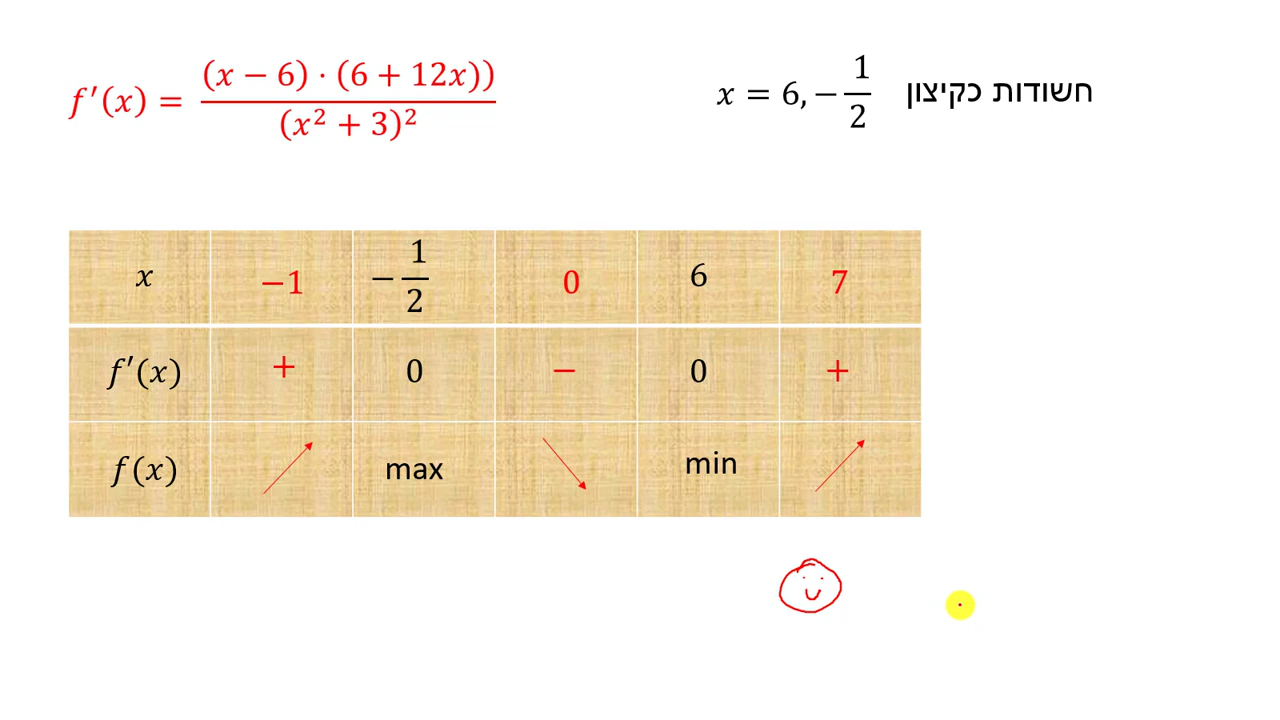 f′(x) = (x − 6) · (6 + 12x)) / (x² + 3)²
x = 6, − 1/2 חשודות כקיצון
x −1 − 1/2 0 6 7
f′(x) + 0 − 0 +
f(x) ↗ max ↘ min ↗